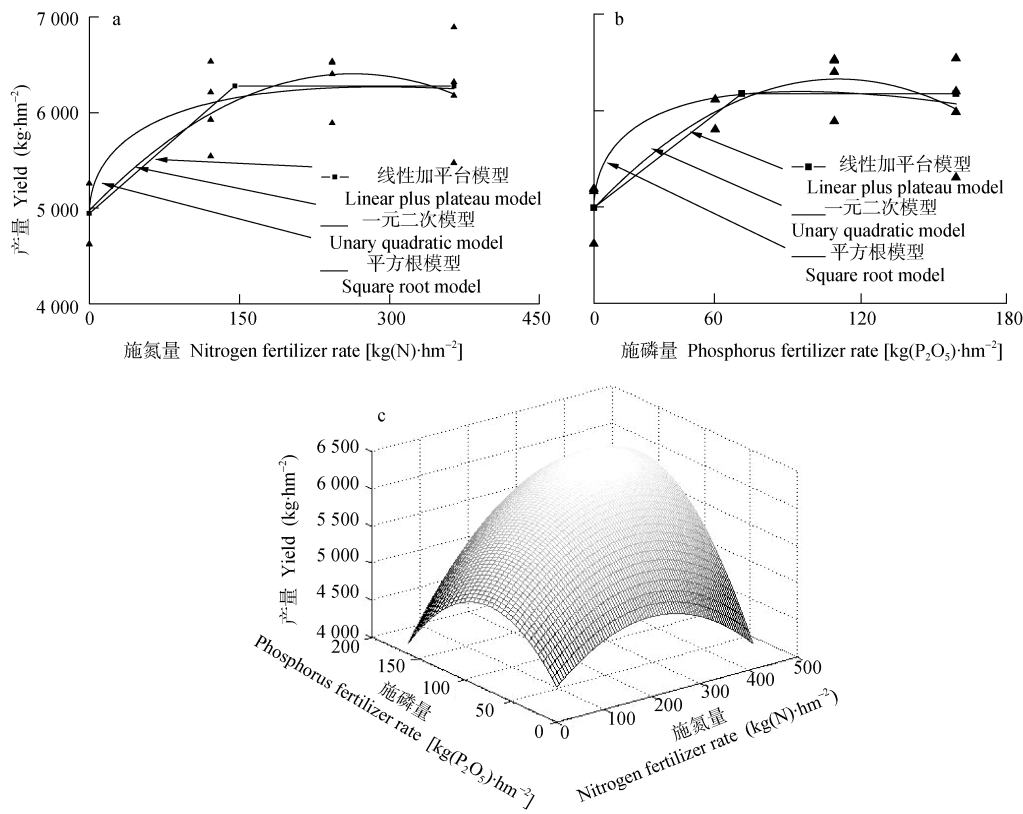 a
7 000
6 000
5 000
4 000
产量 Yield (kg·hm⁻²)
线性加平台模型
Linear plus plateau model
一元二次模型
Unary quadratic model
平方根模型
Square root model
0 150 300 450
施氮量 Nitrogen fertilizer rate [kg(N)·hm⁻²]
b
线性加平台模型
Linear plus plateau model
一元二次模型
Unary quadratic model
平方根模型
Square root model
0 60 120 180
施磷量 Phosphorus fertilizer rate [kg(P₂O₅)·hm⁻²]
c
6 500
6 000
5 500
5 000
4 500
4 000
产量 Yield (kg·hm⁻²)
200
150
100
50
0
施磷量
Phosphorus fertilizer rate [kg(P₂O₅)·hm⁻²]
0
100
200
300
400
500
施氮量
Nitrogen fertilizer rate (kg(N)·hm⁻²)